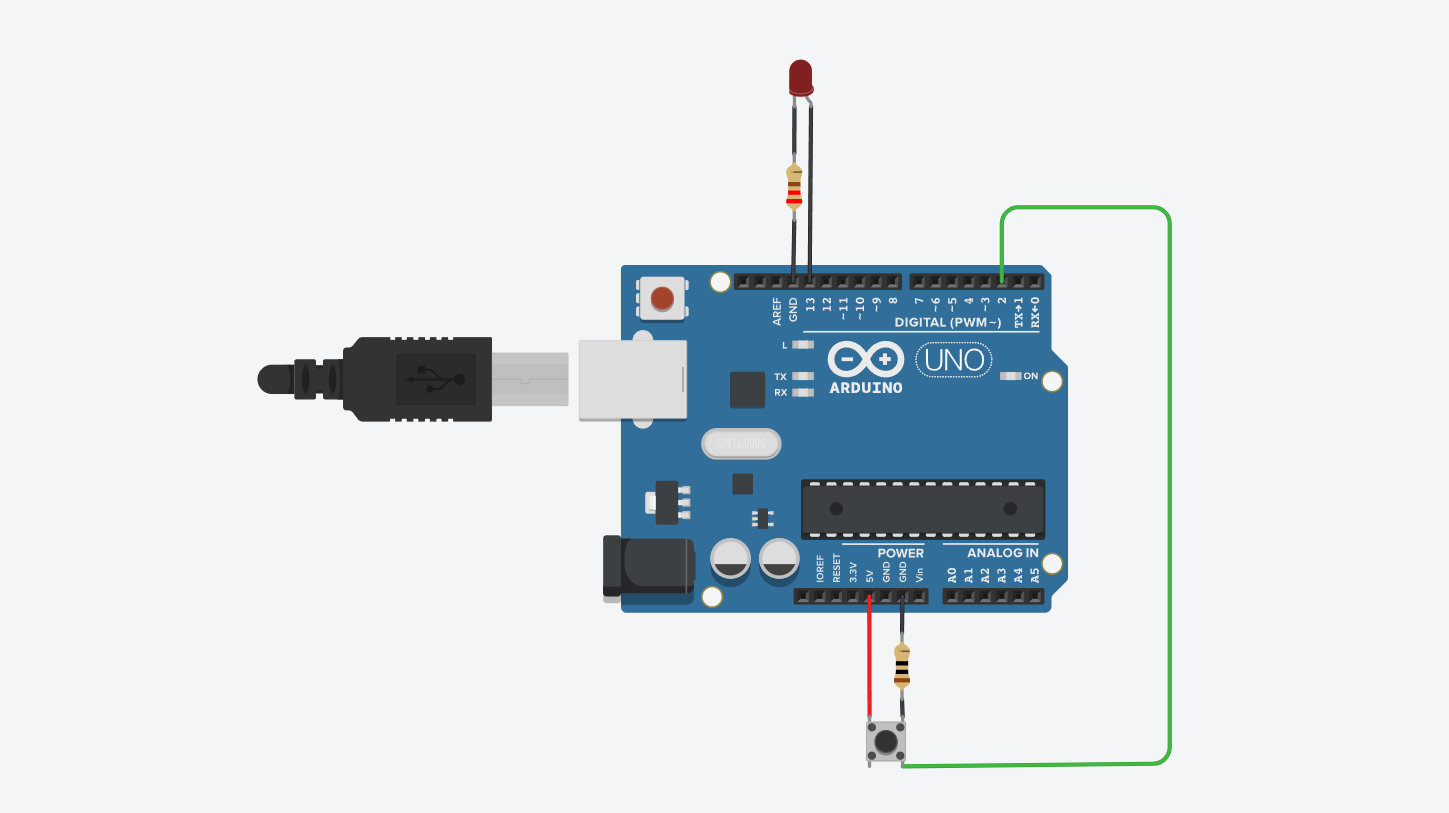 AREF
GND
13
12
~11
~10
~9
8
7
~6
~5
4
~3
2
TX→1
RX←0
DIGITAL (PWM~)
L
TX
RX
ARDUINO
UNO
ON
POWER
ANALOG IN
IOREF
RESET
3.3V
5V
GND
GND
Vin
A0
A1
A2
A3
A4
A5